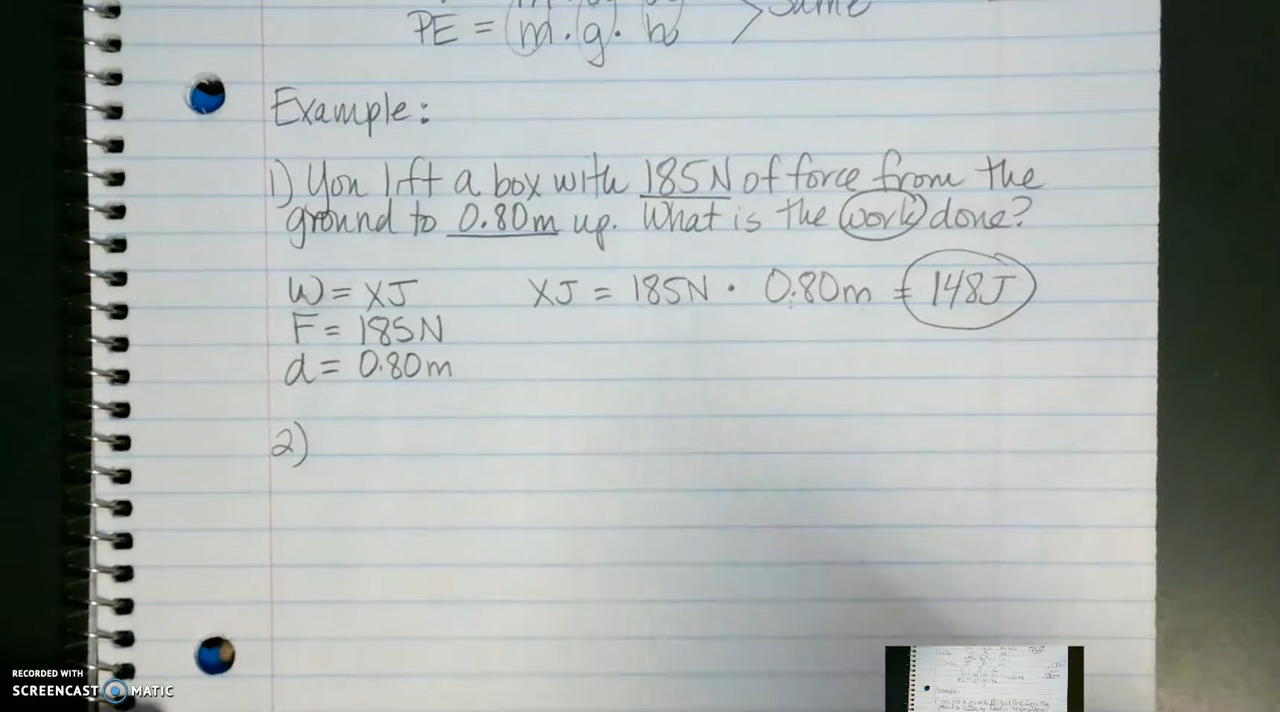 PE = m · g · h > same
Example:
1) You lift a box with 185N of force from the
ground to 0.80m up. What is the work done?
W = XJ XJ = 185N · 0.80m = 148J
F = 185N
d = 0.80m
2)
RECORDED WITH
SCREENCAST MATIC